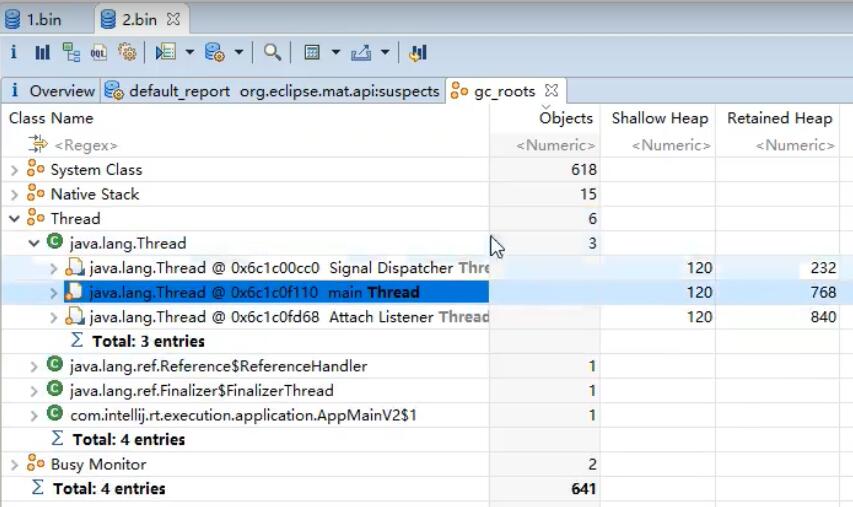 1.bin 2.bin
i OQL
i Overview default_report org.eclipse.mat.api:suspects gc_roots
Class Name Objects Shallow Heap Retained Heap
<Regex> <Numeric> <Numeric> <Numeric>
System Class 618
Native Stack 15
Thread 6
java.lang.Thread 3
java.lang.Thread @ 0x6c1c00cc0 Signal Dispatcher Thre 120 232
java.lang.Thread @ 0x6c1c0f110 main Thread 120 768
java.lang.Thread @ 0x6c1c0fd68 Attach Listener Thread 120 840
Σ Total: 3 entries
java.lang.ref.Reference$ReferenceHandler 1
java.lang.ref.Finalizer$FinalizerThread 1
com.intellij.rt.execution.application.AppMainV2$1 1
Σ Total: 4 entries
Busy Monitor 2
Σ Total: 4 entries 641